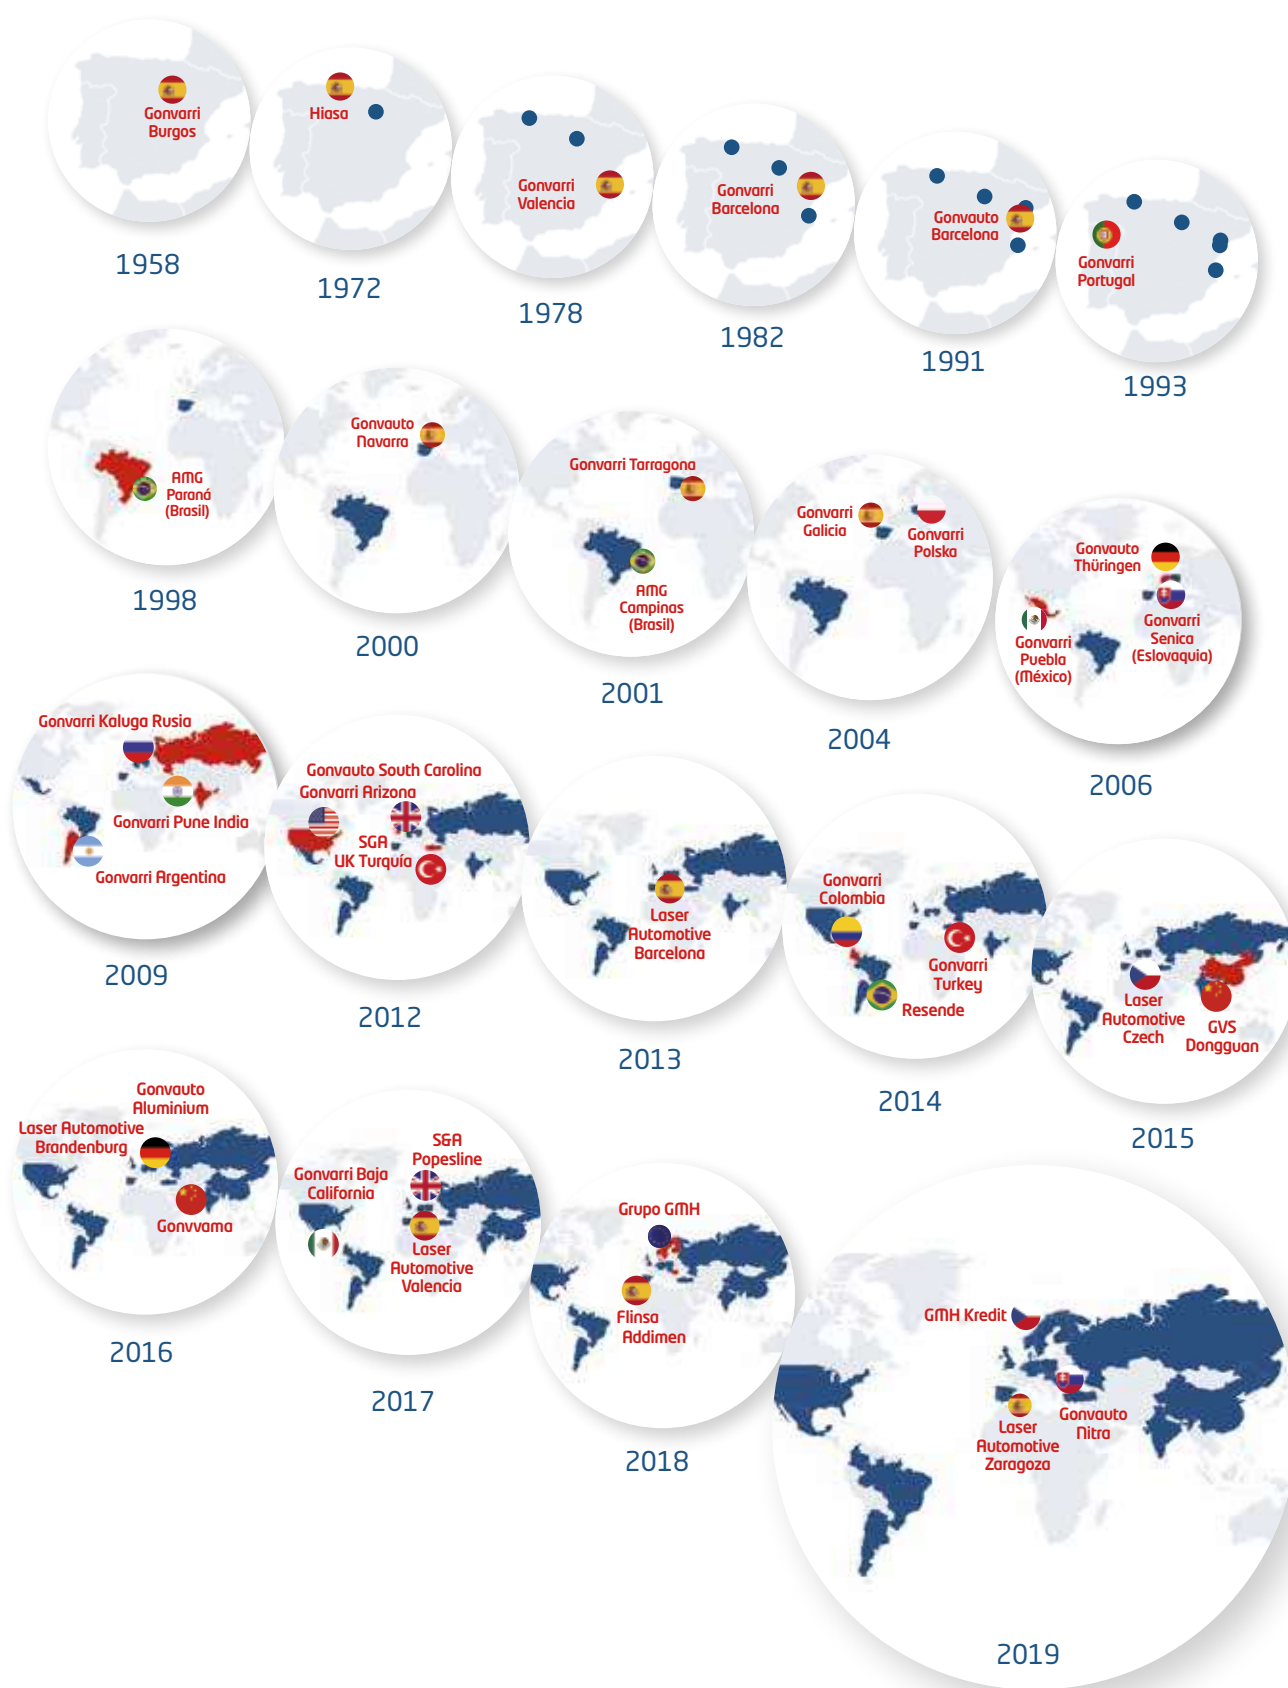 Gonvarri
Burgos
1958
Hiasa
1972
Gonvarri
Valencia
1978
Gonvarri
Barcelona
1982
Gonvauto
Barcelona
1991
Gonvarri
Portugal
1993
AMG
Paraná
(Brasil)
1998
Gonvauto
Navarra
2000
Gonvarri Tarragona
AMG
Campinas
(Brasil)
2001
Gonvarri
Galicia
Gonvarri
Polska
2004
Gonvauto
Thüringen
Gonvarri
Puebla
(México)
Gonvarri
Senica
(Eslovaquia)
2006
Gonvarri Kaluga Rusia
Gonvarri Pune India
Gonvarri Argentina
2009
Gonvauto South Carolina
Gonvarri Arizona
SGA
UK Turquía
2012
Laser
Automotive
Barcelona
2013
Gonvarri
Colombia
Gonvarri
Turkey
Resende
2014
Laser
Automotive
Czech
GVS
Dongguan
2015
Gonvauto
Aluminium
Laser Automotive
Brandenburg
Gonvvama
2016
S&A
Popesline
Gonvarri Baja
California
Laser
Automotive
Valencia
2017
Grupo GMH
Flinsa
Addimen
2018
GMH Kredit
Gonvauto
Nitra
Laser
Automotive
Zaragoza
2019